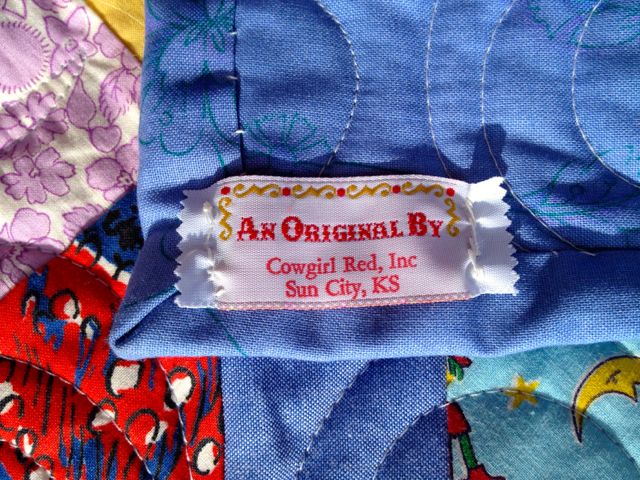 An Original By
Cowgirl Red, Inc
Sun City, KS